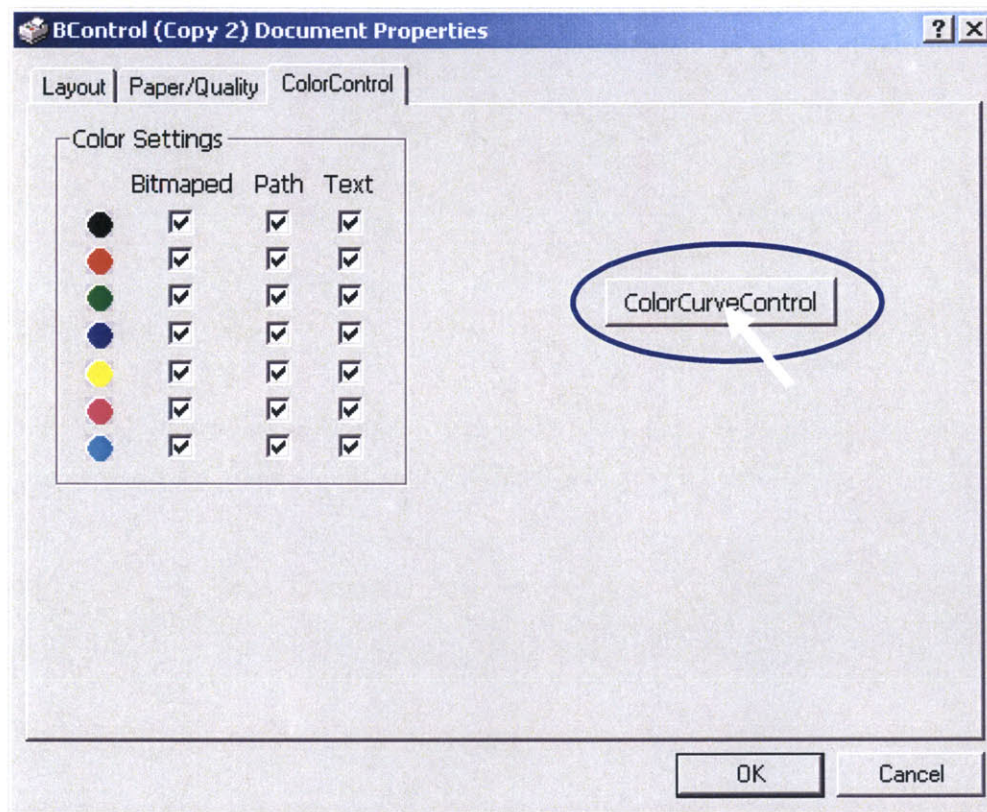 BControl (Copy 2) Document Properties
Layout Paper/Quality ColorControl
Color Settings
Bitmaped Path Text
ColorCurveControl
OK Cancel